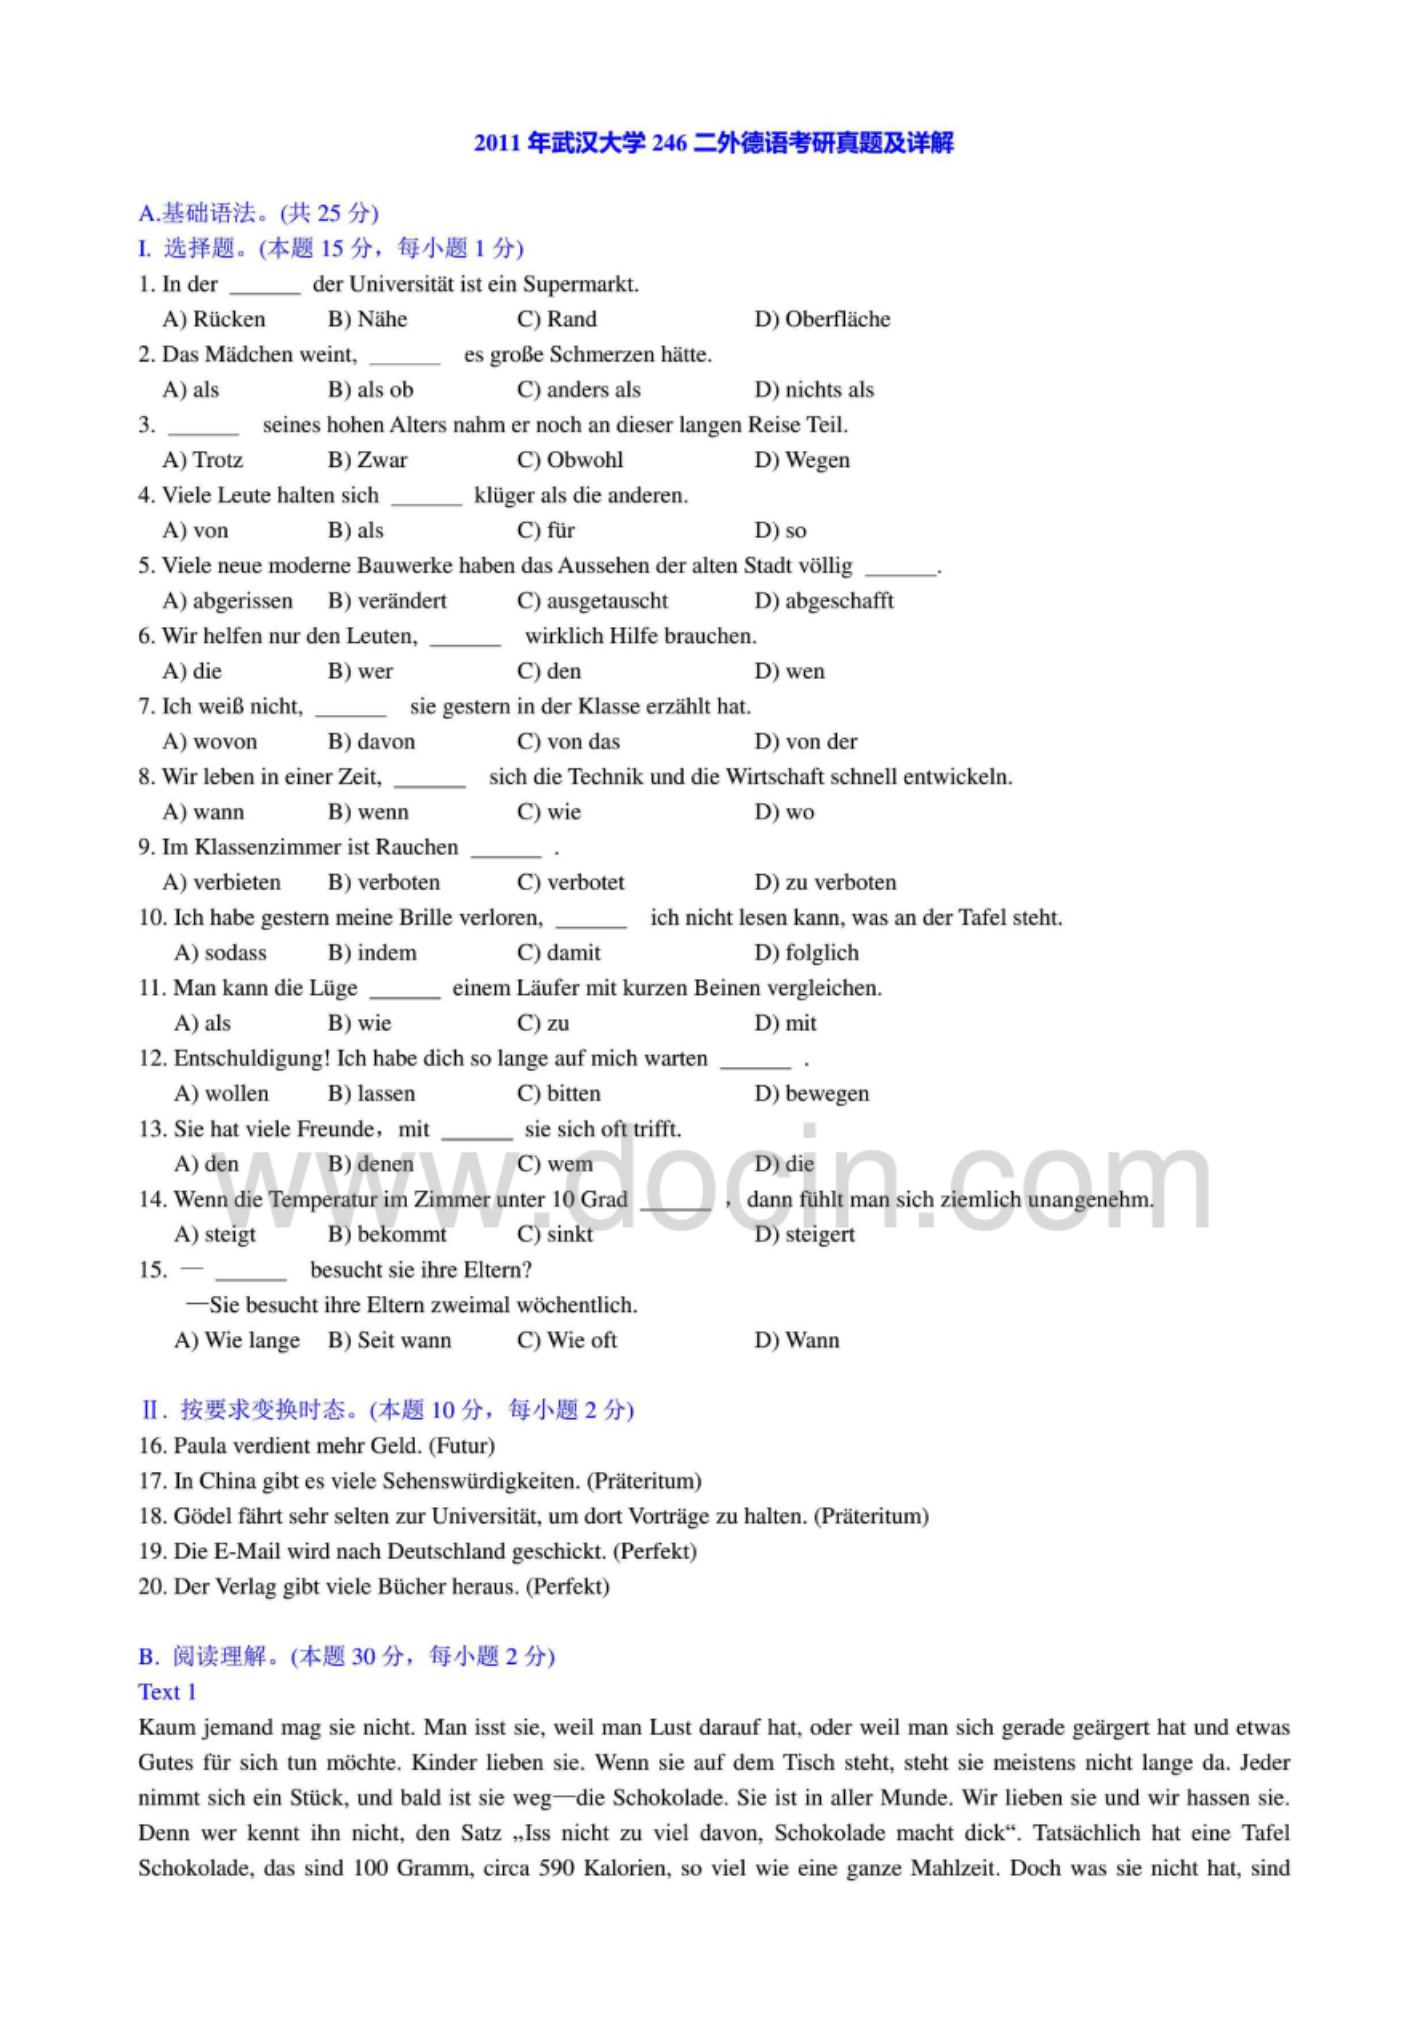 2011 年武汉大学 246 二外德语考研真题及详解
A.基础语法。(共 25 分)
I. 选择题。(本题 15 分，每小题 1 分)
1. In der ______ der Universität ist ein Supermarkt.
A) Rücken B) Nähe C) Rand D) Oberfläche
2. Das Mädchen weint, ______ es große Schmerzen hätte.
A) als B) als ob C) anders als D) nichts als
3. ______ seines hohen Alters nahm er noch an dieser langen Reise Teil.
A) Trotz B) Zwar C) Obwohl D) Wegen
4. Viele Leute halten sich ______ klüger als die anderen.
A) von B) als C) für D) so
5. Viele neue moderne Bauwerke haben das Aussehen der alten Stadt völlig ______.
A) abgerissen B) verändert C) ausgetauscht D) abgeschafft
6. Wir helfen nur den Leuten, ______ wirklich Hilfe brauchen.
A) die B) wer C) den D) wen
7. Ich weiß nicht, ______ sie gestern in der Klasse erzählt hat.
A) wovon B) davon C) von das D) von der
8. Wir leben in einer Zeit, ______ sich die Technik und die Wirtschaft schnell entwickeln.
A) wann B) wenn C) wie D) wo
9. Im Klassenzimmer ist Rauchen ______ .
A) verbieten B) verboten C) verbotet D) zu verboten
10. Ich habe gestern meine Brille verloren, ______ ich nicht lesen kann, was an der Tafel steht.
A) sodass B) indem C) damit D) folglich
11. Man kann die Lüge ______ einem Läufer mit kurzen Beinen vergleichen.
A) als B) wie C) zu D) mit
12. Entschuldigung! Ich habe dich so lange auf mich warten ______ .
A) wollen B) lassen C) bitten D) bewegen
13. Sie hat viele Freunde，mit ______ sie sich oft trifft.
A) den B) denen C) wem D) die
14. Wenn die Temperatur im Zimmer unter 10 Grad ______ ，dann fühlt man sich ziemlich unangenehm.
A) steigt B) bekommt C) sinkt D) steigert
15. — ______ besucht sie ihre Eltern?
—Sie besucht ihre Eltern zweimal wöchentlich.
A) Wie lange B) Seit wann C) Wie oft D) Wann
Ⅱ. 按要求变换时态。(本题 10 分，每小题 2 分)
16. Paula verdient mehr Geld. (Futur)
17. In China gibt es viele Sehenswürdigkeiten. (Präteritum)
18. Gödel fährt sehr selten zur Universität, um dort Vorträge zu halten. (Präteritum)
19. Die E-Mail wird nach Deutschland geschickt. (Perfekt)
20. Der Verlag gibt viele Bücher heraus. (Perfekt)
B. 阅读理解。(本题 30 分，每小题 2 分)
Text 1
Kaum jemand mag sie nicht. Man isst sie, weil man Lust darauf hat, oder weil man sich gerade geärgert hat und etwas
Gutes für sich tun möchte. Kinder lieben sie. Wenn sie auf dem Tisch steht, steht sie meistens nicht lange da. Jeder
nimmt sich ein Stück, und bald ist sie weg—die Schokolade. Sie ist in aller Munde. Wir lieben sie und wir hassen sie.
Denn wer kennt ihn nicht, den Satz „Iss nicht zu viel davon, Schokolade macht dick“. Tatsächlich hat eine Tafel
Schokolade, das sind 100 Gramm, circa 590 Kalorien, so viel wie eine ganze Mahlzeit. Doch was sie nicht hat, sind
www.docin.com